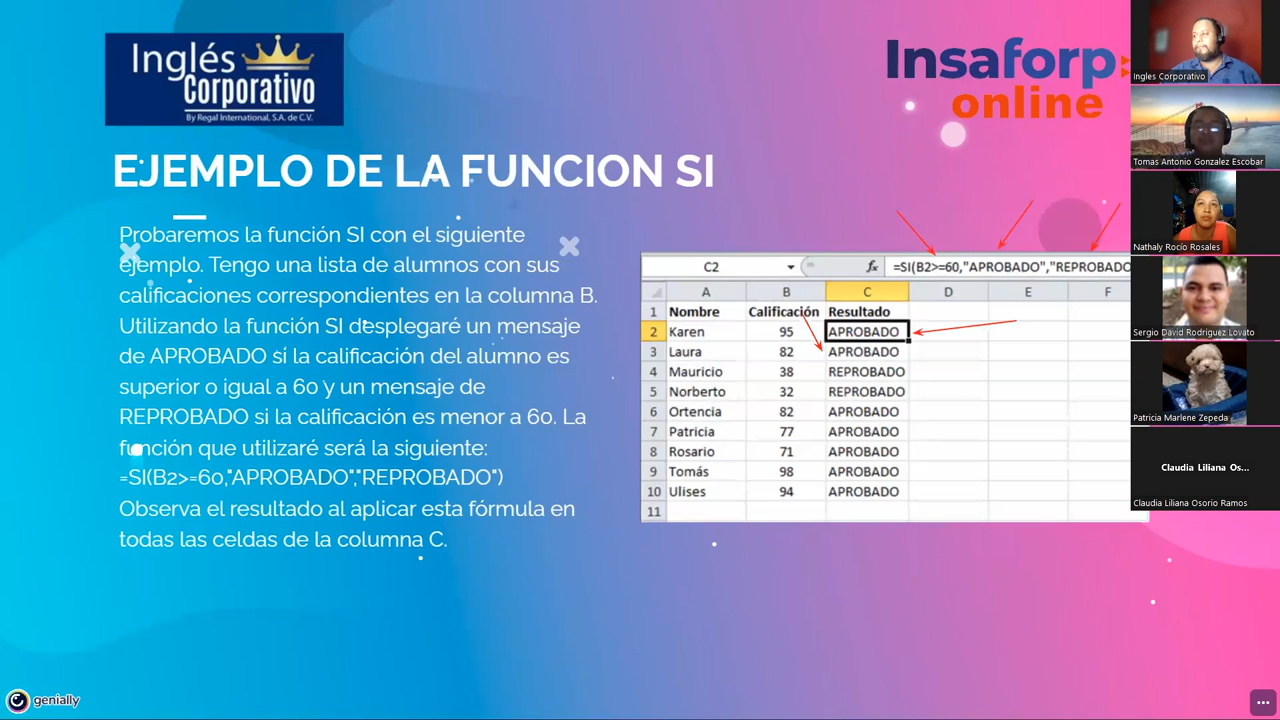 Inglés
Corporativo
By Regal International, S.A. de C.V.
Insaforp
online
EJEMPLO DE LA FUNCION SI
Probaremos la función SI con el siguiente
ejemplo. Tengo una lista de alumnos con sus
calificaciones correspondientes en la columna B.
Utilizando la función SI desplegaré un mensaje
de APROBADO si la calificación del alumno es
superior o igual a 60 y un mensaje de
REPROBADO si la calificación es menor a 60. La
función que utilizaré será la siguiente:
=SI(B2>=60,"APROBADO","REPROBADO")
Observa el resultado al aplicar esta fórmula en
todas las celdas de la columna C.
C2 fx =SI(B2>=60,"APROBADO","REPROBADO
A B C D E F
1 Nombre Calificación Resultado
2 Karen 95 APROBADO
3 Laura 82 APROBADO
4 Mauricio 38 REPROBADO
5 Norberto 32 REPROBADO
6 Ortencia 82 APROBADO
7 Patricia 77 APROBADO
8 Rosario 71 APROBADO
9 Tomás 98 APROBADO
10 Ulises 94 APROBADO
11
Ingles Corporativo
Tomas Antonio Gonzalez Escobar
Nathaly Rocío Rosales
Sergio David Rodriguez Lovato
Patricia Marlene Zepeda
Claudia Liliana Os...
Claudia Liliana Osorio Ramos
genially